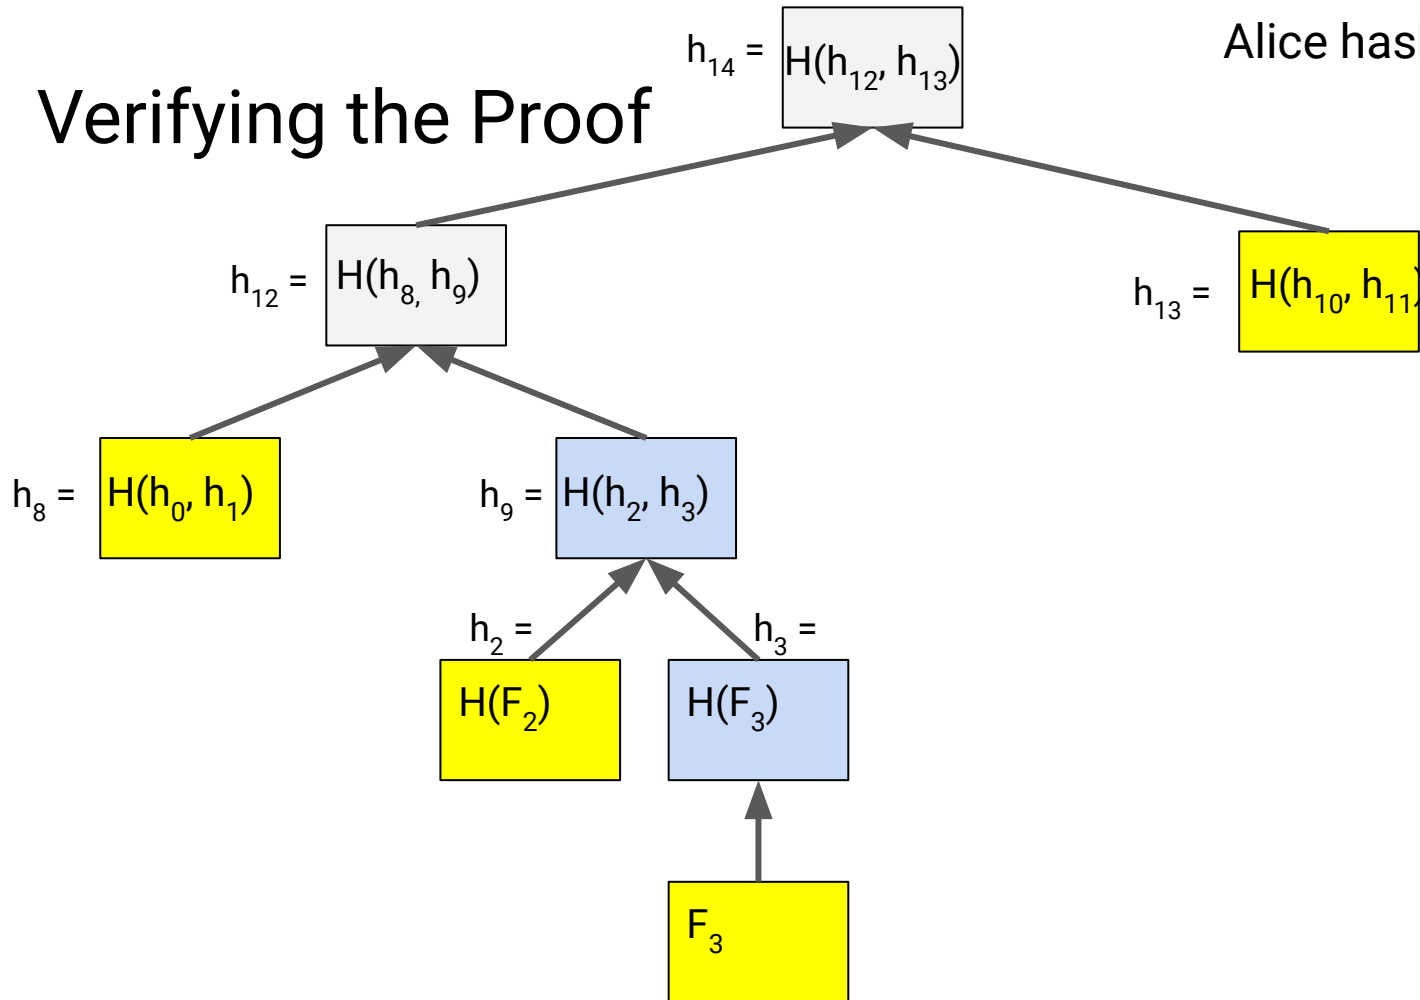 Alice has
h₁₄ = H(h₁₂, h₁₃)
Verifying the Proof
h₁₂ = H(h₈, h₉)
h₁₃ = H(h₁₀, h₁₁)
h₈ = H(h₀, h₁)
h₉ = H(h₂, h₃)
h₂ = h₃ =
H(F₂) H(F₃)
F₃